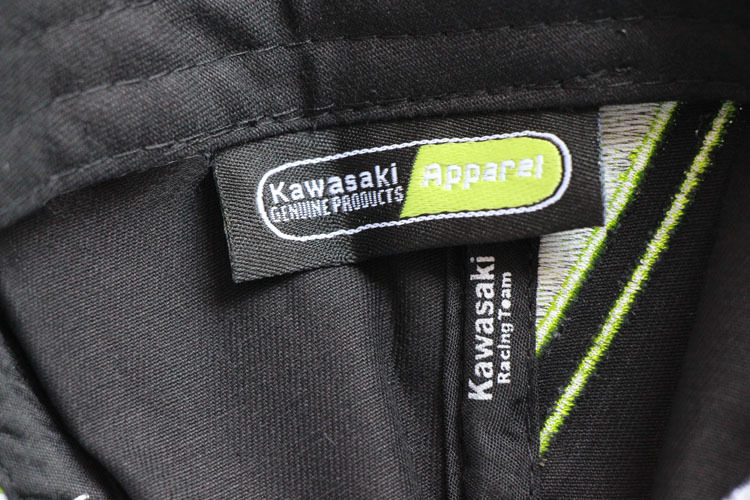 Kawasaki
GENUINE PRODUCTS
Apparel
Kawasaki
Racing Team